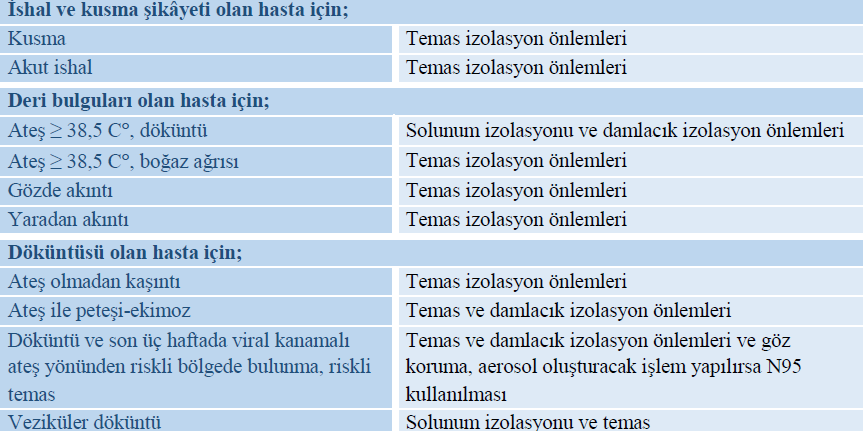 İshal ve kusma şikâyeti olan hasta için;
Kusma Temas izolasyon önlemleri
Akut ishal Temas izolasyon önlemleri
Deri bulguları olan hasta için;
Ateş ≥ 38,5 C°, döküntü Solunum izolasyonu ve damlacık izolasyon önlemleri
Ateş ≥ 38,5 C°, boğaz ağrısı Temas izolasyon önlemleri
Gözde akıntı Temas izolasyon önlemleri
Yaradan akıntı Temas izolasyon önlemleri
Döküntüsü olan hasta için;
Ateş olmadan kaşıntı Temas izolasyon önlemleri
Ateş ile peteşi-ekimoz Temas ve damlacık izolasyon önlemleri
Döküntü ve son üç haftada viral kanamalı
ateş yönünden riskli bölgede bulunma, riskli
temas
Temas ve damlacık izolasyon önlemleri ve göz
koruma, aerosol oluşturacak işlem yapılırsa N95
kullanılması
Veziküler döküntü Solunum izolasyonu ve temas